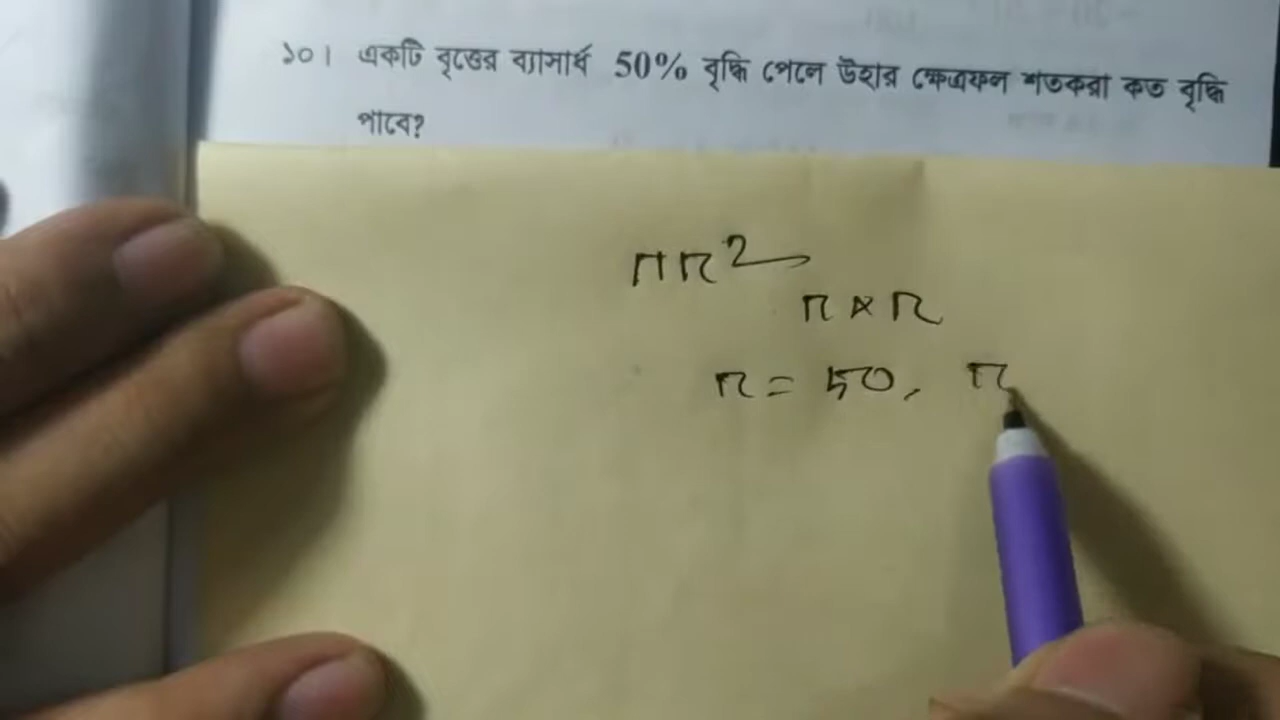 ১০। একটি বৃত্তের ব্যাসার্ধ 50% বৃদ্ধি পেলে উহার ক্ষেত্রফল শতকরা কত বৃদ্ধি
পাবে?
πr²
r × r
r = 50, r